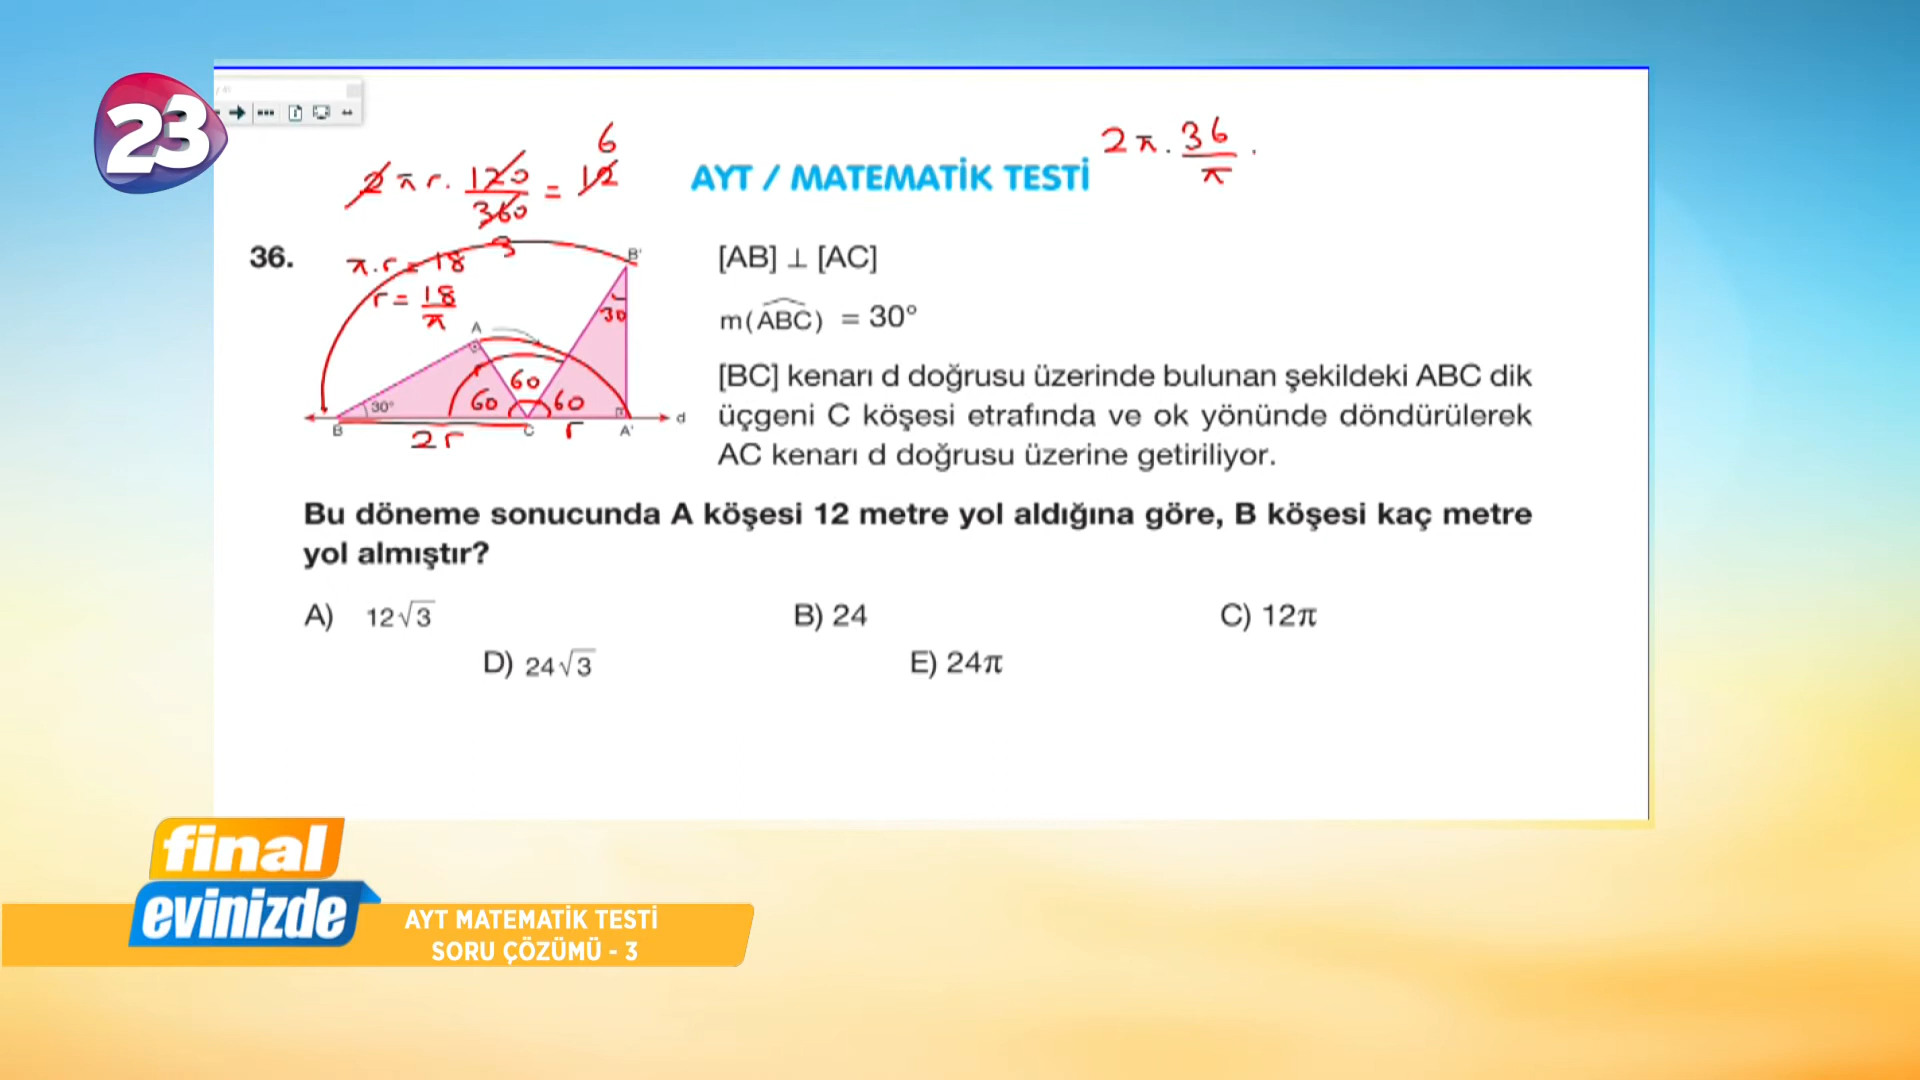 23
2πr. 120/360 = 12
6
3
AYT / MATEMATİK TESTİ
2π. 36/π .
36.
π.r = 18
r = 18/π
B'
30
A
60
60
60
30°
B
C
A'
d
2r
r
[AB] ⊥ [AC]
m(ABC) = 30°
[BC] kenarı d doğrusu üzerinde bulunan şekildeki ABC dik
üçgeni C köşesi etrafında ve ok yönünde döndürülerek
AC kenarı d doğrusu üzerine getiriliyor.
Bu döneme sonucunda A köşesi 12 metre yol aldığına göre, B köşesi kaç metre
yol almıştır?
A) 12√3 B) 24 C) 12π
D) 24√3 E) 24π
final
evinizde
AYT MATEMATİK TESTİ
SORU ÇÖZÜMÜ - 3